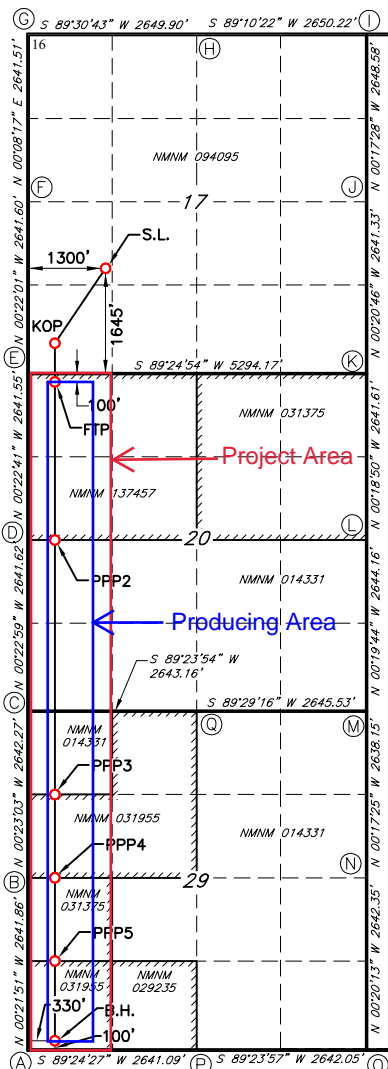 G S 89°30'43" W 2649.90' S 89°10'22" W 2650.22' I
16
H
N 00°08'17" E 2641.51'
N 00°17'28" W 2648.58'
NMNM 094095
F
17
J
N 00°22'01" W 2641.60'
N 00°20'46" W 2641.33'
S.L.
1300'
1645'
KOP
E
S 89°24'54" W 5294.17'
K
100'
FTP
NMNM 031375
N 00°22'41" W 2641.55'
N 00°18'50" W 2641.61'
Project Area
NMNM 137457
D
20
L
PPP2
NMNM 014331
N 00°22'59" W 2641.62'
N 00°19'44" W 2644.16'
Producing Area
S 89°23'54" W
2643.16'
C
S 89°29'16" W 2645.53'
Q
M
NMNM
014331
N 00°23'03" W 2642.27'
N 00°17'25" W 2638.15'
PPP3
NMNM 031955
NMNM 014331
PPP4
N
B
29
NMNM
031375
N 00°21'51" W 2641.86'
N 00°20'13" W 2642.35'
PPP5
NMNM
031955
NMNM
029235
330'
B.H.
100'
A S 89°24'27" W 2641.09' P S 89°23'57" W 2642.05' O